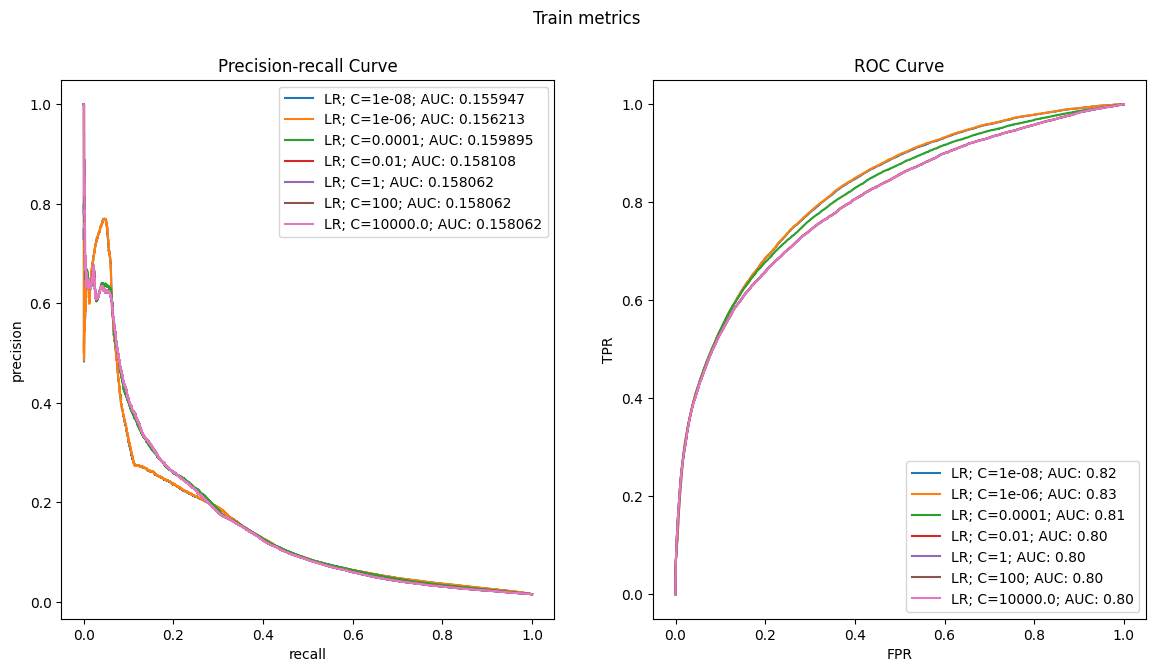 Train metrics
Precision-recall Curve
LR; C=1e-08; AUC: 0.155947
LR; C=1e-06; AUC: 0.156213
LR; C=0.0001; AUC: 0.159895
LR; C=0.01; AUC: 0.158108
LR; C=1; AUC: 0.158062
LR; C=100; AUC: 0.158062
LR; C=10000.0; AUC: 0.158062
1.0
0.8
0.6
0.4
0.2
0.0
precision
0.0 0.2 0.4 0.6 0.8 1.0
recall
ROC Curve
1.0
0.8
0.6
0.4
0.2
0.0
TPR
LR; C=1e-08; AUC: 0.82
LR; C=1e-06; AUC: 0.83
LR; C=0.0001; AUC: 0.81
LR; C=0.01; AUC: 0.80
LR; C=1; AUC: 0.80
LR; C=100; AUC: 0.80
LR; C=10000.0; AUC: 0.80
0.0 0.2 0.4 0.6 0.8 1.0
FPR